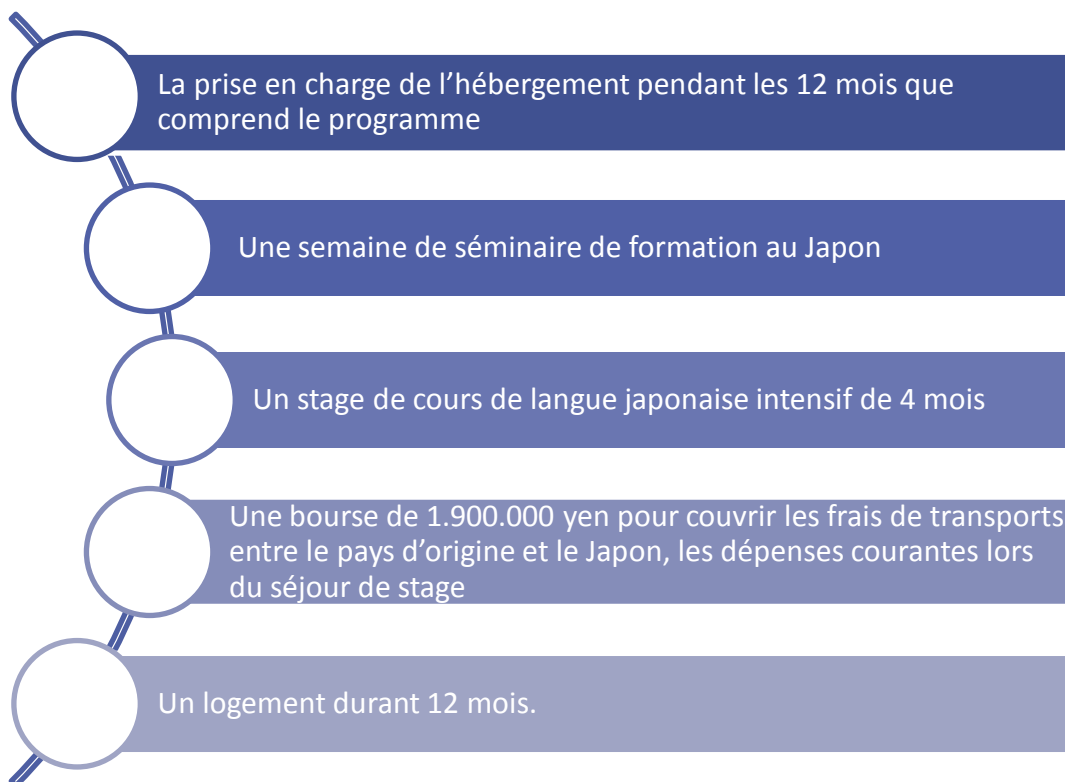 La prise en charge de l’hébergement pendant les 12 mois que
comprend le programme
Une semaine de séminaire de formation au Japon
Un stage de cours de langue japonaise intensif de 4 mois
Une bourse de 1.900.000 yen pour couvrir les frais de transports
entre le pays d’origine et le Japon, les dépenses courantes lors
du séjour de stage
Un logement durant 12 mois.